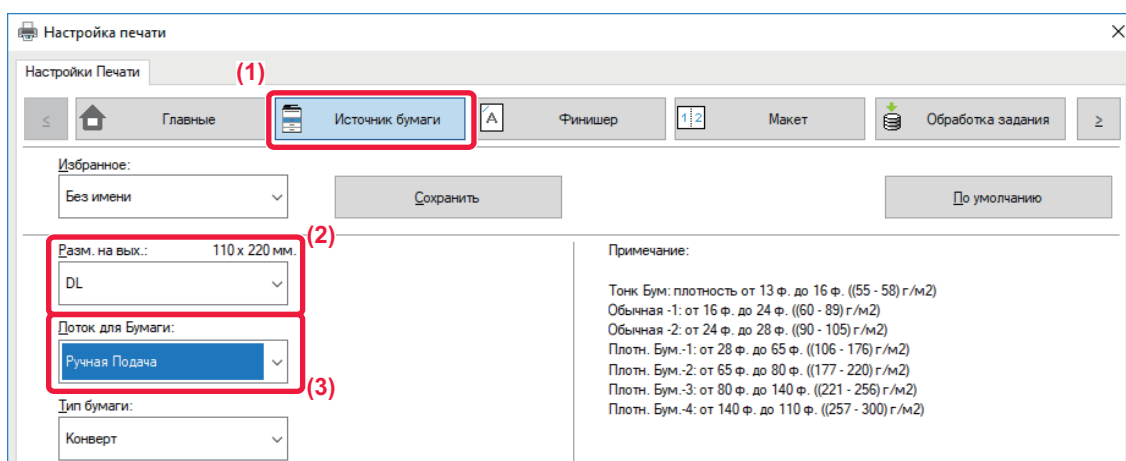 Настройка печати
Настройки Печати
(1)
≤ Главные Источник бумаги A Финишер 1 2 Макет Обработка задания ≥
Избранное:
Без имени Сохранить По умолчанию
(2)
Разм. на вых.: 110 x 220 мм.
DL
Лоток для Бумаги:
Ручная Подача
(3)
Тип бумаги:
Конверт
Примечание:
Тонк Бум: плотность от 13 ф. до 16 ф. ((55 - 58) г/м2)
Обычная -1: от 16 ф. до 24 ф. ((60 - 89) г/м2)
Обычная -2: от 24 ф. до 28 ф. ((90 - 105) г/м2)
Плотн. Бум.-1: от 28 ф. до 65 ф. ((106 - 176) г/м2)
Плотн. Бум.-2: от 65 ф. до 80 ф. ((177 - 220) г/м2)
Плотн. Бум.-3: от 80 ф. до 140 ф. ((221 - 256) г/м2)
Плотн. Бум.-4: от 140 ф. до 110 ф. ((257 - 300) г/м2)